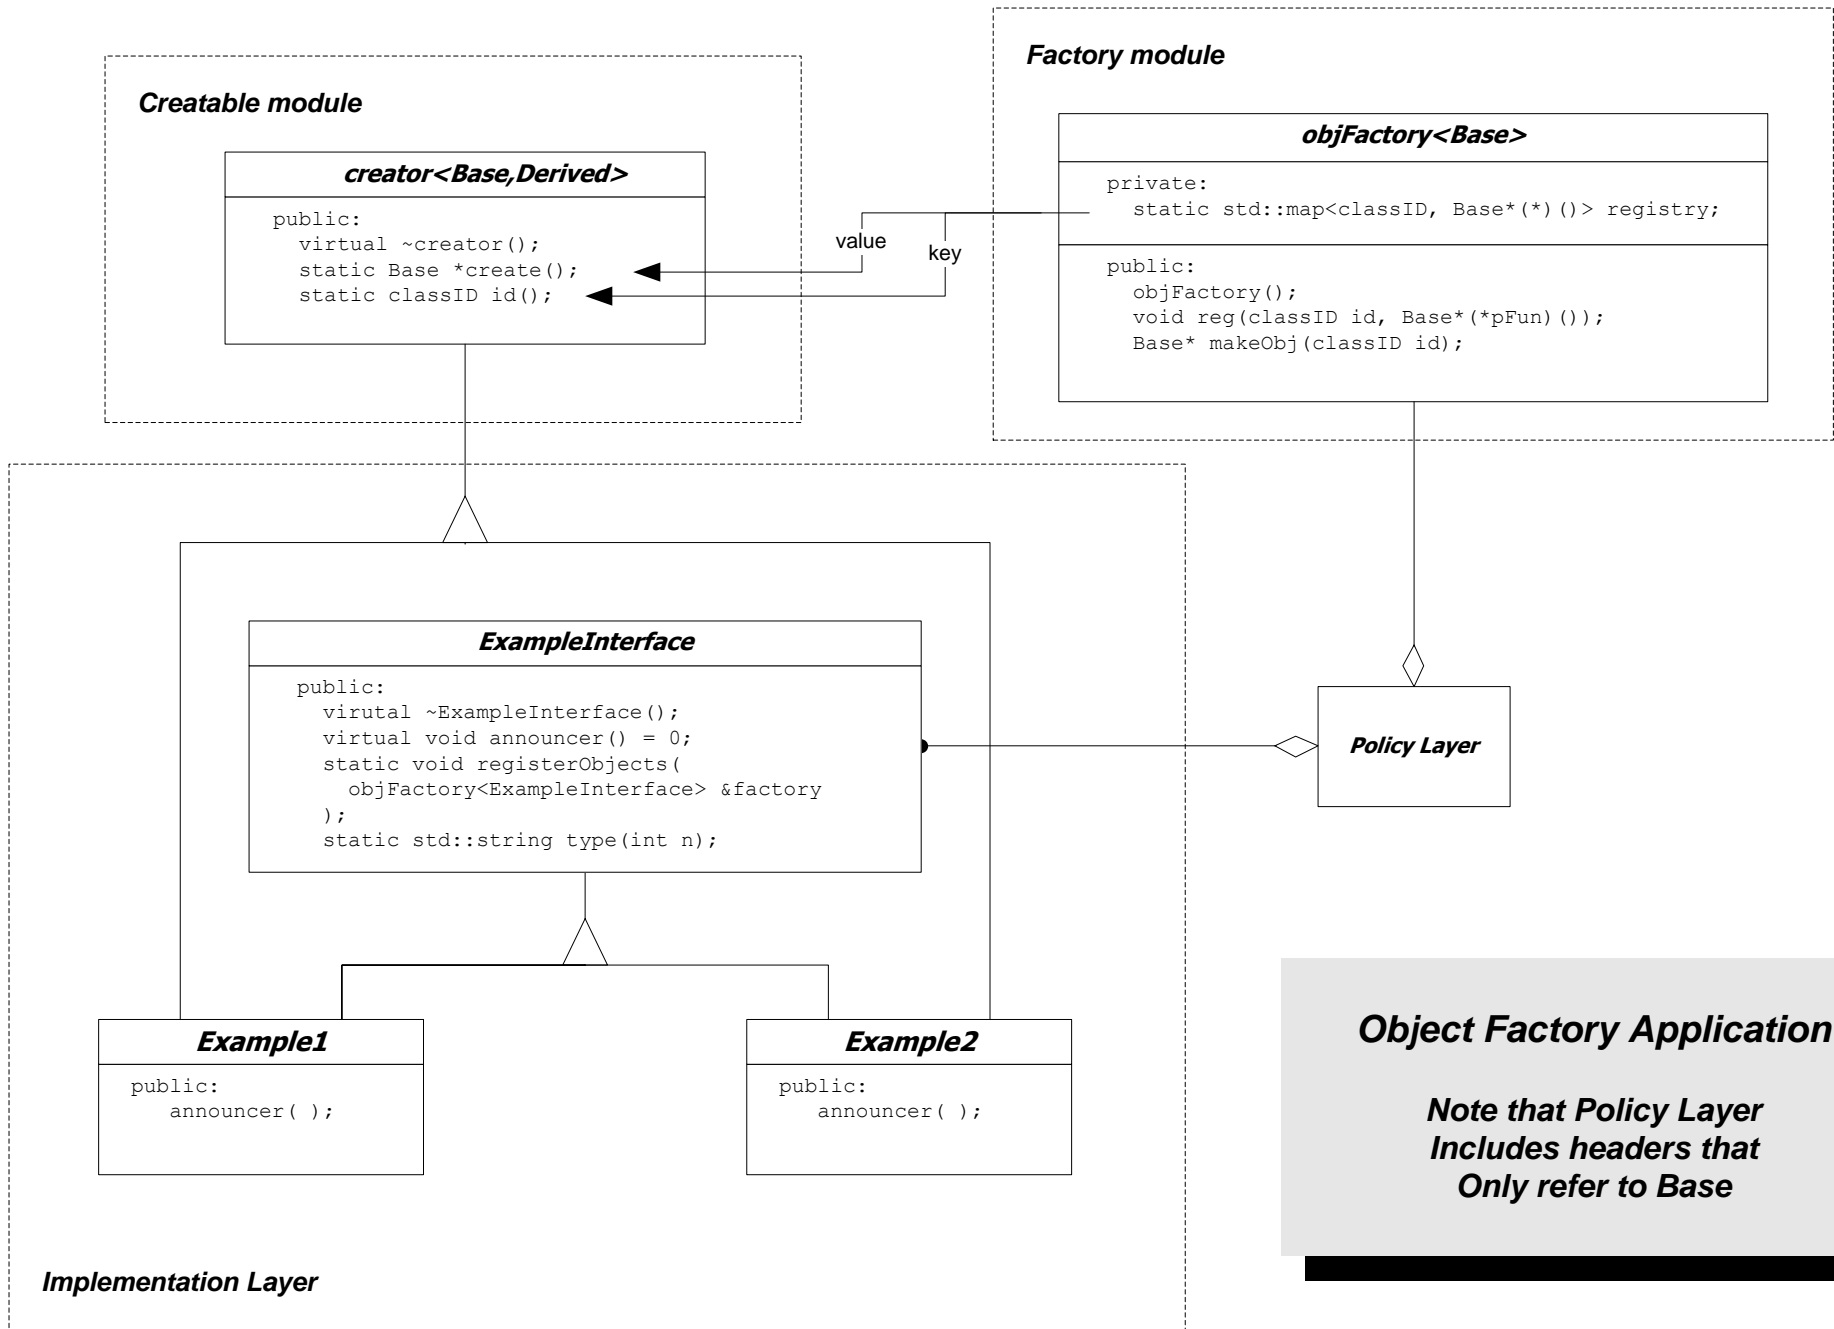 Creatable module
creator<Base,Derived>
public:
virtual ~creator();
static Base *create();
static classID id();
value
key
Factory module
objFactory<Base>
private:
static std::map<classID, Base*(*)()> registry;
public:
objFactory();
void reg(classID id, Base*(*pFun)());
Base* makeObj(classID id);
ExampleInterface
public:
virutal ~ExampleInterface();
virtual void announcer() = 0;
static void registerObjects(
objFactory<ExampleInterface> &factory
);
static std::string type(int n);
Policy Layer
Example1
public:
announcer( );
Example2
public:
announcer( );
Implementation Layer
Object Factory Application
Note that Policy Layer
Includes headers that
Only refer to Base